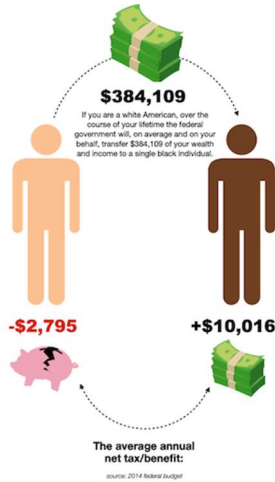 $384,109
If you are a white American, over the
course of your lifetime the federal
government will, on average and on your
behalf, transfer $384,109 of your wealth
and income to a single black individual.
-$2,795
+$10,016
The average annual
net tax/benefit:
source: 2014 federal budget